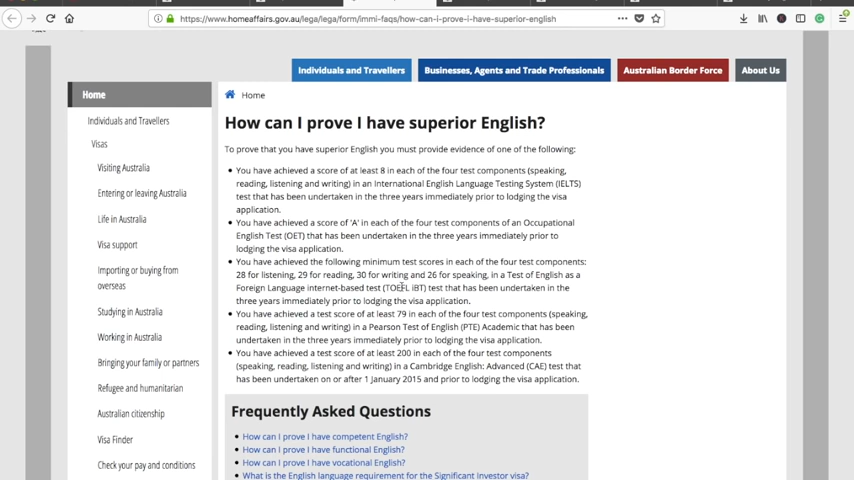 https://www.homeaffairs.gov.au/lega/lega/form/immi-faqs/how-can-i-prove-i-have-superior-english
Individuals and Travellers
Businesses, Agents and Trade Professionals
Australian Border Force
About Us
Home
Individuals and Travellers
Visas
Visiting Australia
Entering or leaving Australia
Life in Australia
Visa support
Importing or buying from
overseas
Studying in Australia
Working in Australia
Bringing your family or partners
Refugee and humanitarian
Australian citizenship
Visa Finder
Check your pay and conditions
Home
How can I prove I have superior English?
To prove that you have superior English you must provide evidence of one of the following:
You have achieved a score of at least 8 in each of the four test components (speaking,
reading, listening and writing) in an International English Language Testing System (IELTS)
test that has been undertaken in the three years immediately prior to lodging the visa
application.
You have achieved a score of 'A' in each of the four test components of an Occupational
English Test (OET) that has been undertaken in the three years immediately prior to
lodging the visa application.
You have achieved the following minimum test scores in each of the four test components:
28 for listening, 29 for reading, 30 for writing and 26 for speaking, in a Test of English as a
Foreign Language internet-based test (TOEFL iBT) test that has been undertaken in the
three years immediately prior to lodging the visa application.
You have achieved a test score of at least 79 in each of the four test components (speaking,
reading, listening and writing) in a Pearson Test of English (PTE) Academic that has been
undertaken in the three years immediately prior to lodging the visa application.
You have achieved a test score of at least 200 in each of the four test components
(speaking, reading, listening and writing) in a Cambridge English: Advanced (CAE) test that
has been undertaken on or after 1 January 2015 and prior to lodging the visa application.
Frequently Asked Questions
How can I prove I have competent English?
How can I prove I have functional English?
How can I prove I have vocational English?
What is the English language requirement for the Significant Investor visa?